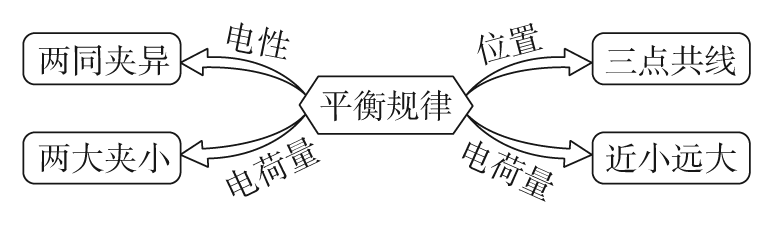 电性
位置
两同夹异
三点共线
平衡规律
两大夹小
近小远大
电荷量
电荷量